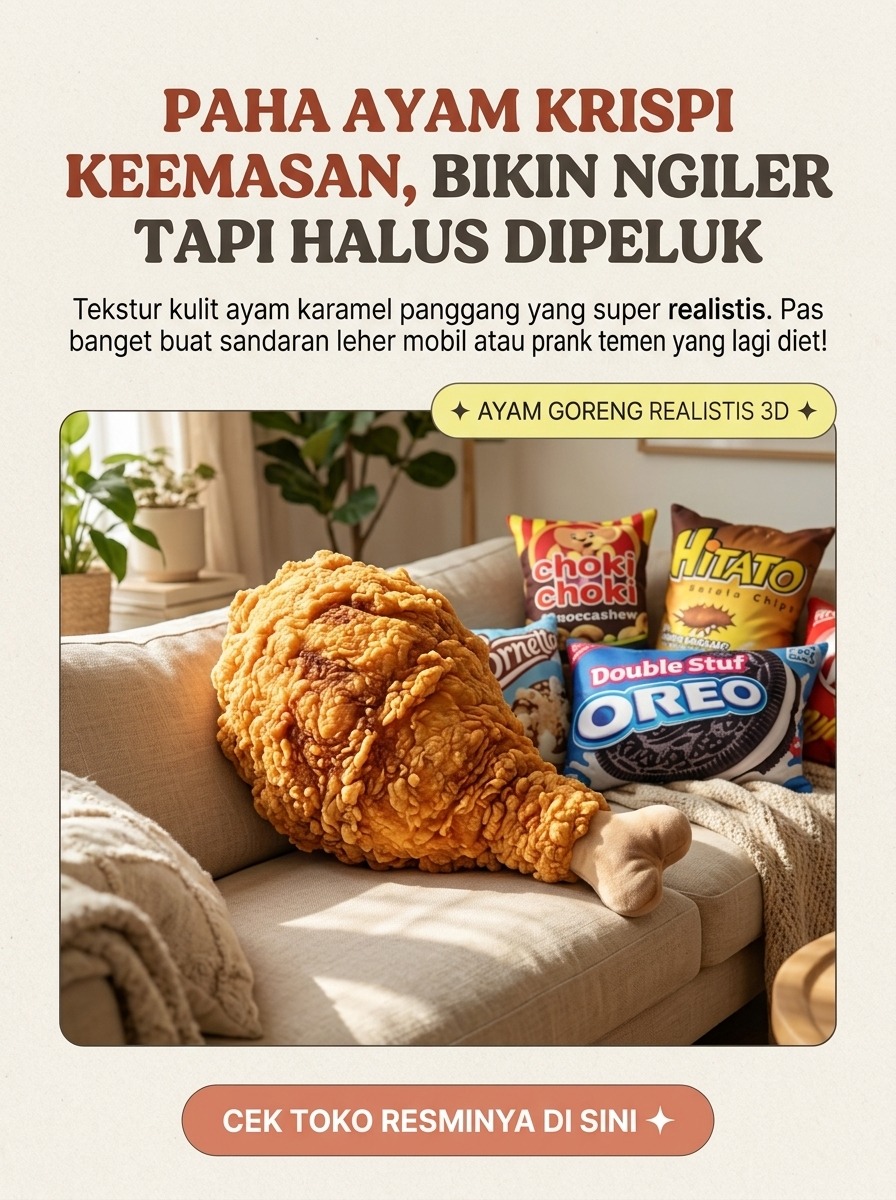 PAHA AYAM KRISPI
KEEMASAN, BIKIN NGILER
TAPI HALUS DIPELUK
Tekstur kulit ayam karamel panggang yang super realistis. Pas
banget buat sandaran leher mobil atau prank temen yang lagi diet!
✦ AYAM GORENG REALISTIS 3D ✦
choki
choki
HiTATO
Chips
Double Stuf
OREO
CEK TOKO RESMINYA DI SINI ✦